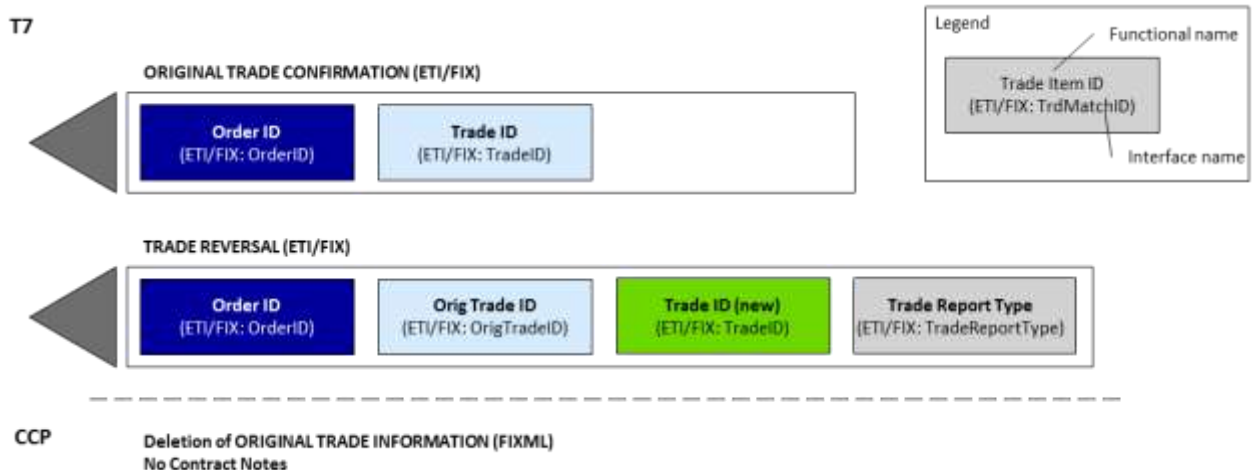 T7
Legend
Functional name
Trade Item ID
(ETI/FIX: TrdMatchID)
Interface name
ORIGINAL TRADE CONFIRMATION (ETI/FIX)
Order ID
(ETI/FIX: OrderID)
Trade ID
(ETI/FIX: TradeID)
TRADE REVERSAL (ETI/FIX)
Order ID
(ETI/FIX: OrderID)
Orig Trade ID
(ETI/FIX: OrigTradeID)
Trade ID (new)
(ETI/FIX: TradeID)
Trade Report Type
(ETI/FIX: TradeReportType)
CCP
Deletion of ORIGINAL TRADE INFORMATION (FIXML)
No Contract Notes